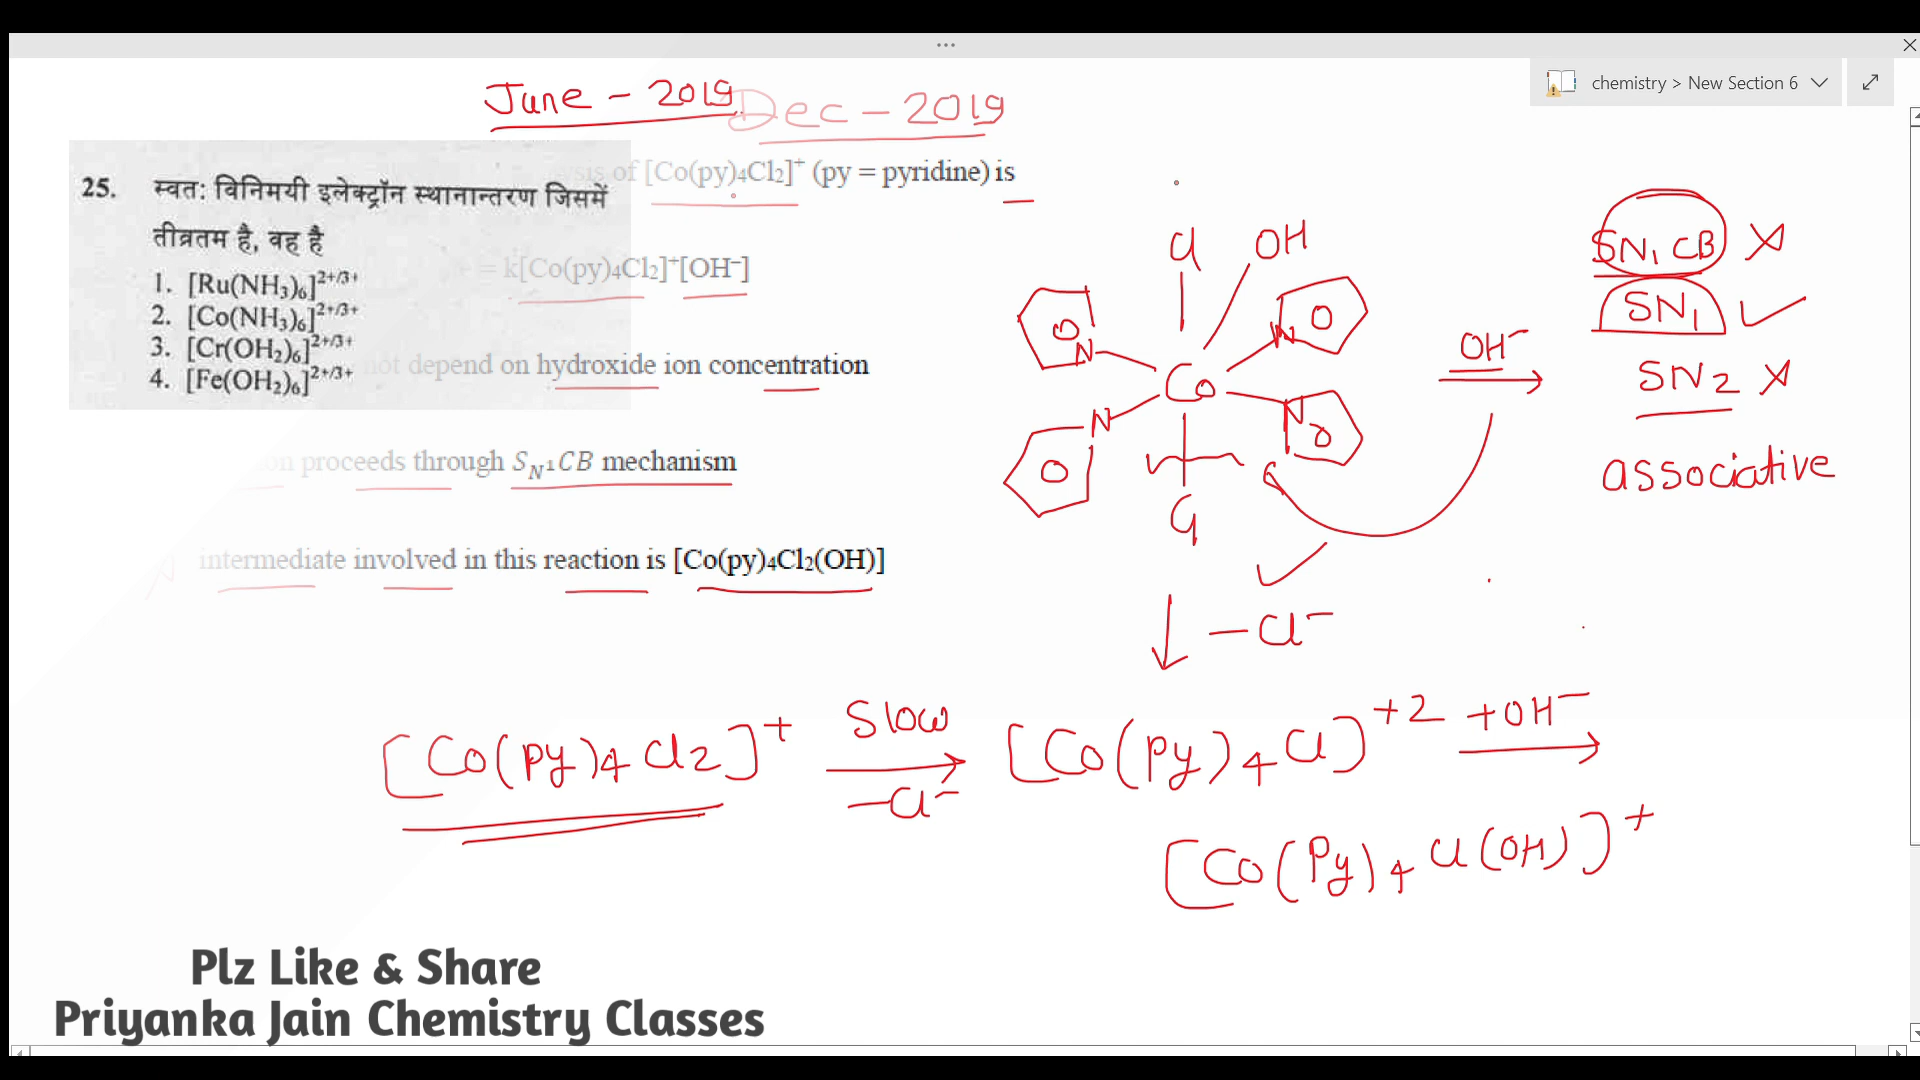 chemistry > New Section 6
June - 2019
Dec - 2019
of [Co(py)₄Cl₂]⁺ (py = pyridine) is
25. स्वतः विनिमयी इलेक्ट्रॉन स्थानान्तरण जिसमें
तीव्रतम है, वह है
1. [Ru(NH₃)₆]²⁺/³⁺
2. [Co(NH₃)₆]²⁺/³⁺
3. [Cr(OH₂)₆]²⁺/³⁺
4. [Fe(OH₂)₆]²⁺/³⁺
= k[Co(py)₄Cl₂]⁺[OH⁻]
not depend on hydroxide ion concentration
proceeds through S_N¹CB mechanism
intermediate involved in this reaction is [Co(py)₄Cl₂(OH)]
Cl OH
O N N O
Co
N N
O O
Cl
OH⁻
SN₁ CB X
SN₁ ✓
SN2 X
associative
- Cl⁻
[Co(py)₄Cl₂]⁺ Slow -Cl⁻ [Co(py)₄Cl]⁺² +OH⁻
[Co(Py)₄Cl(OH)]⁺
Plz Like & Share
Priyanka Jain Chemistry Classes